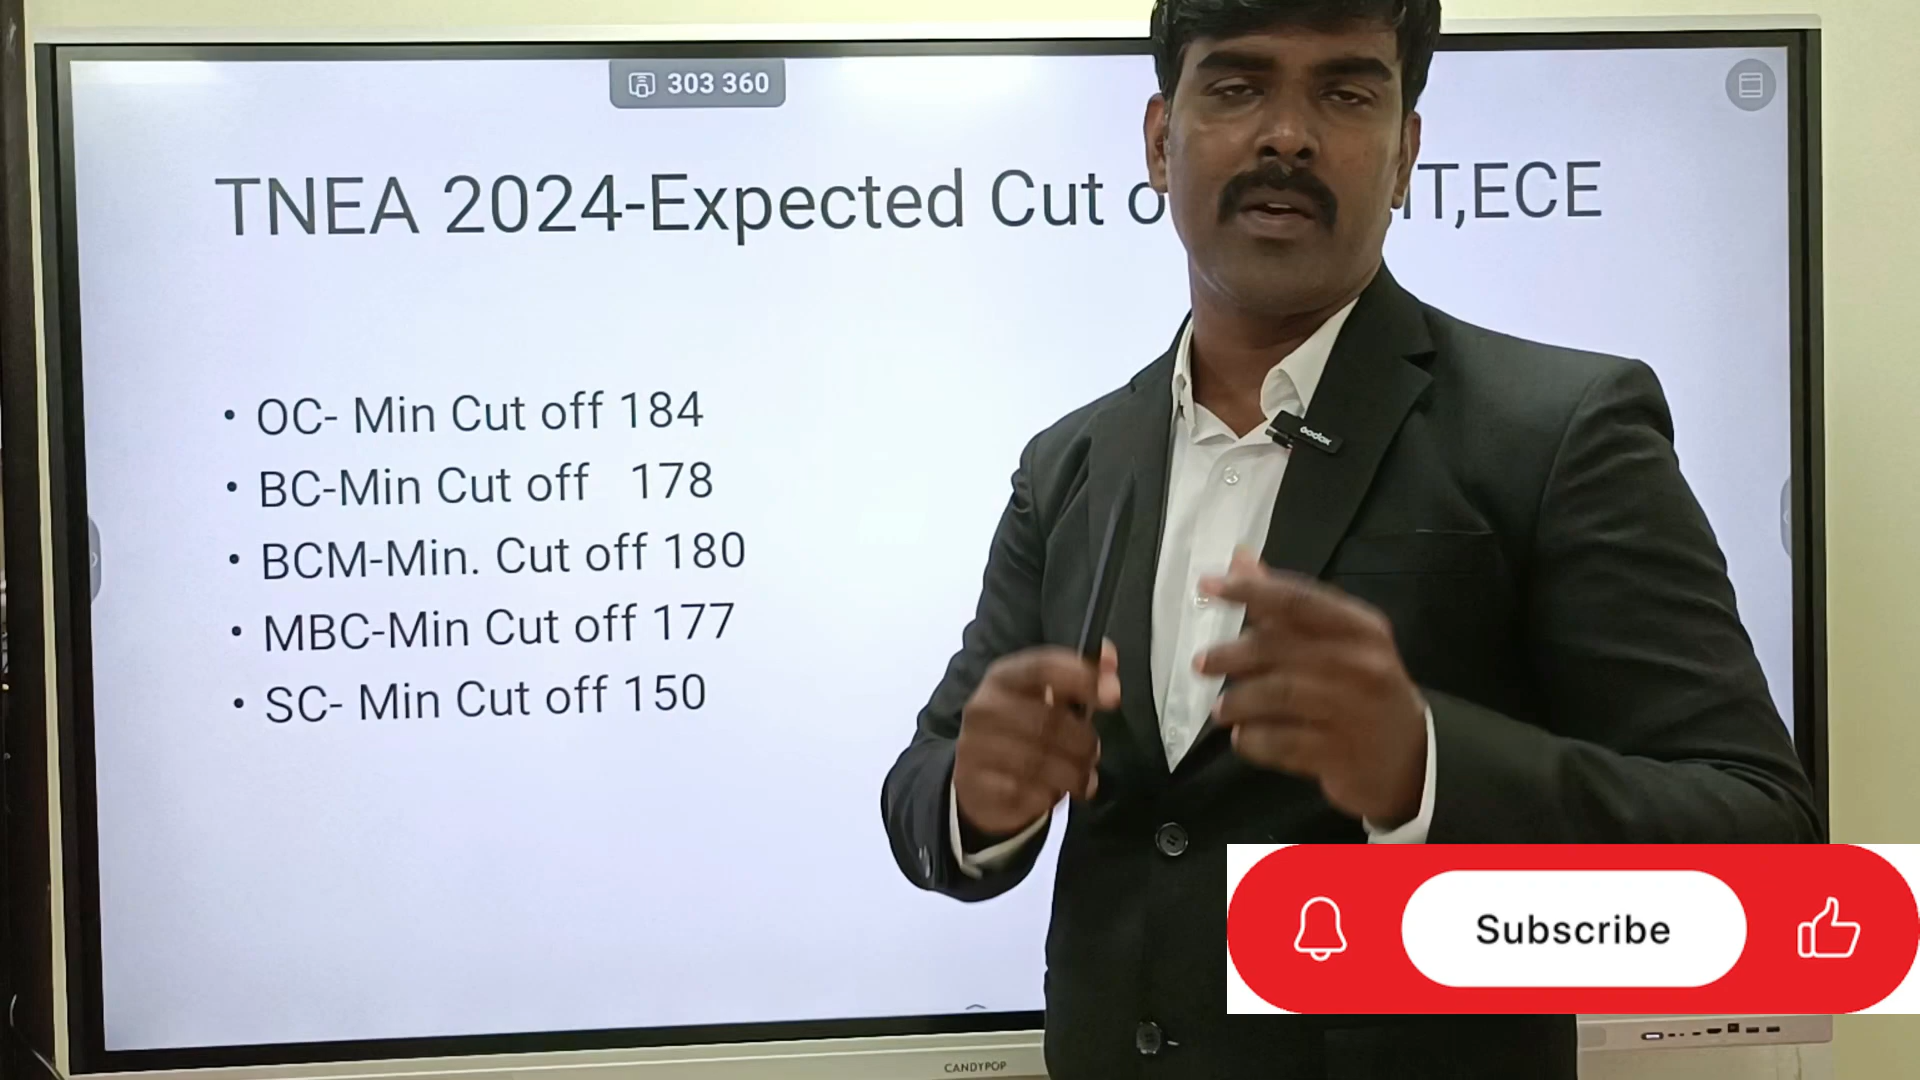 303 360
TNEA 2024-Expected Cut IT,ECE
• OC- Min Cut off 184
• BC-Min Cut off 178
• BCM-Min. Cut off 180
• MBC-Min Cut off 177
• SC- Min Cut off 150
Godox
Subscribe
CANDYPOP